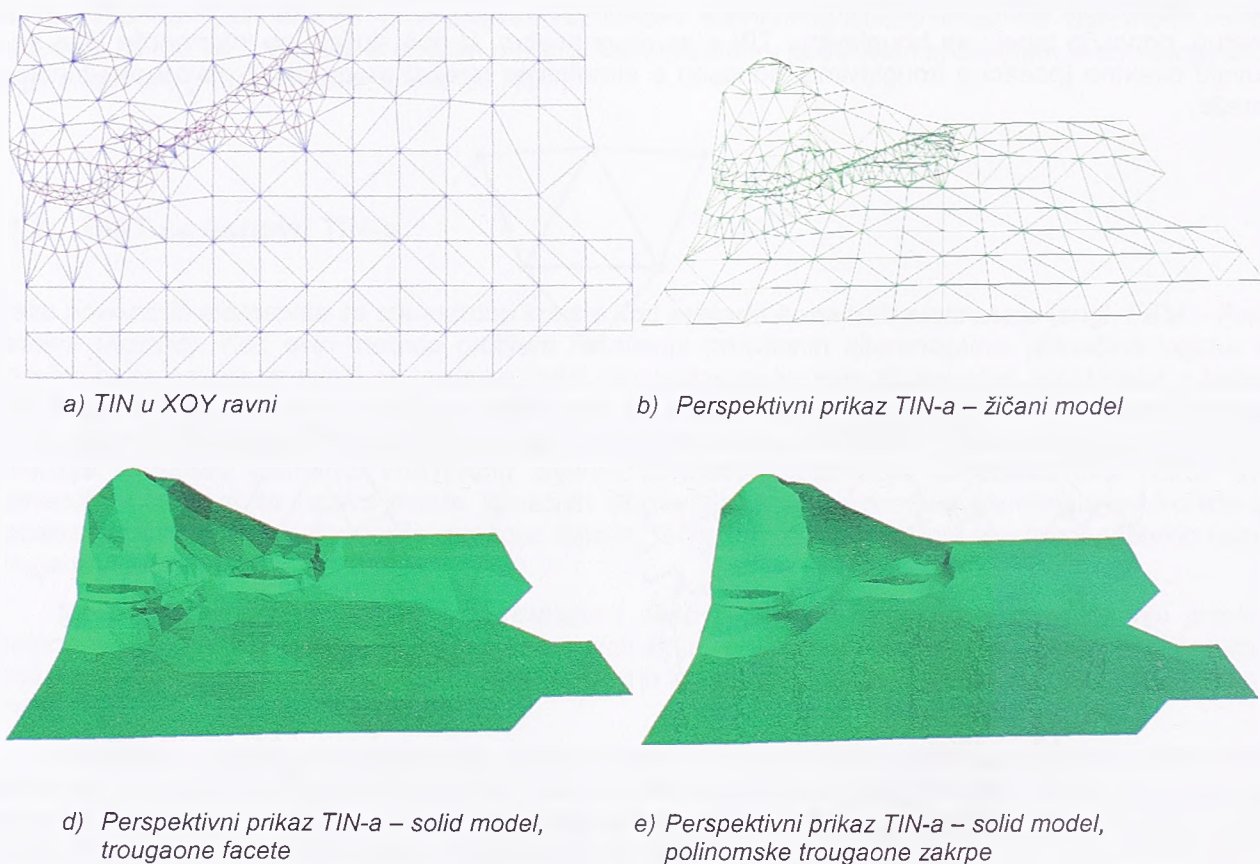 a) TIN u XOY ravni
b) Perspektivni prikaz TIN-a – žičani model
d) Perspektivni prikaz TIN-a – solid model,
trougaone facete
e) Perspektivni prikaz TIN-a – solid model,
polinomske trougaone zakrpe